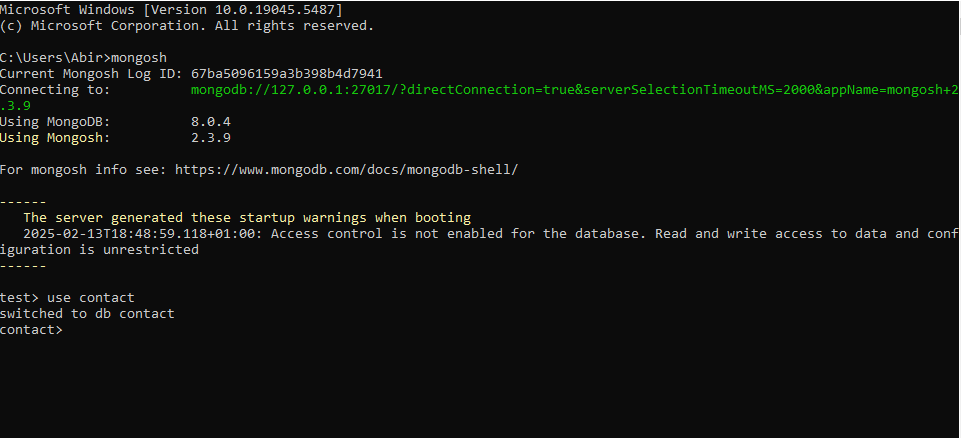 Microsoft Windows [Version 10.0.19045.5487]
(c) Microsoft Corporation. All rights reserved.
C:\Users\Abir>mongosh
Current Mongosh Log ID: 67ba5096159a3b398b4d7941
Connecting to:          mongodb://127.0.0.1:27017/?directConnection=true&serverSelectionTimeoutMS=2000&appName=mongosh+2
.3.9
Using MongoDB:          8.0.4
Using Mongosh:          2.3.9
For mongosh info see: https://www.mongodb.com/docs/mongodb-shell/
------
   The server generated these startup warnings when booting
   2025-02-13T18:48:59.118+01:00: Access control is not enabled for the database. Read and write access to data and conf
iguration is unrestricted
------
test> use contact
switched to db contact
contact>